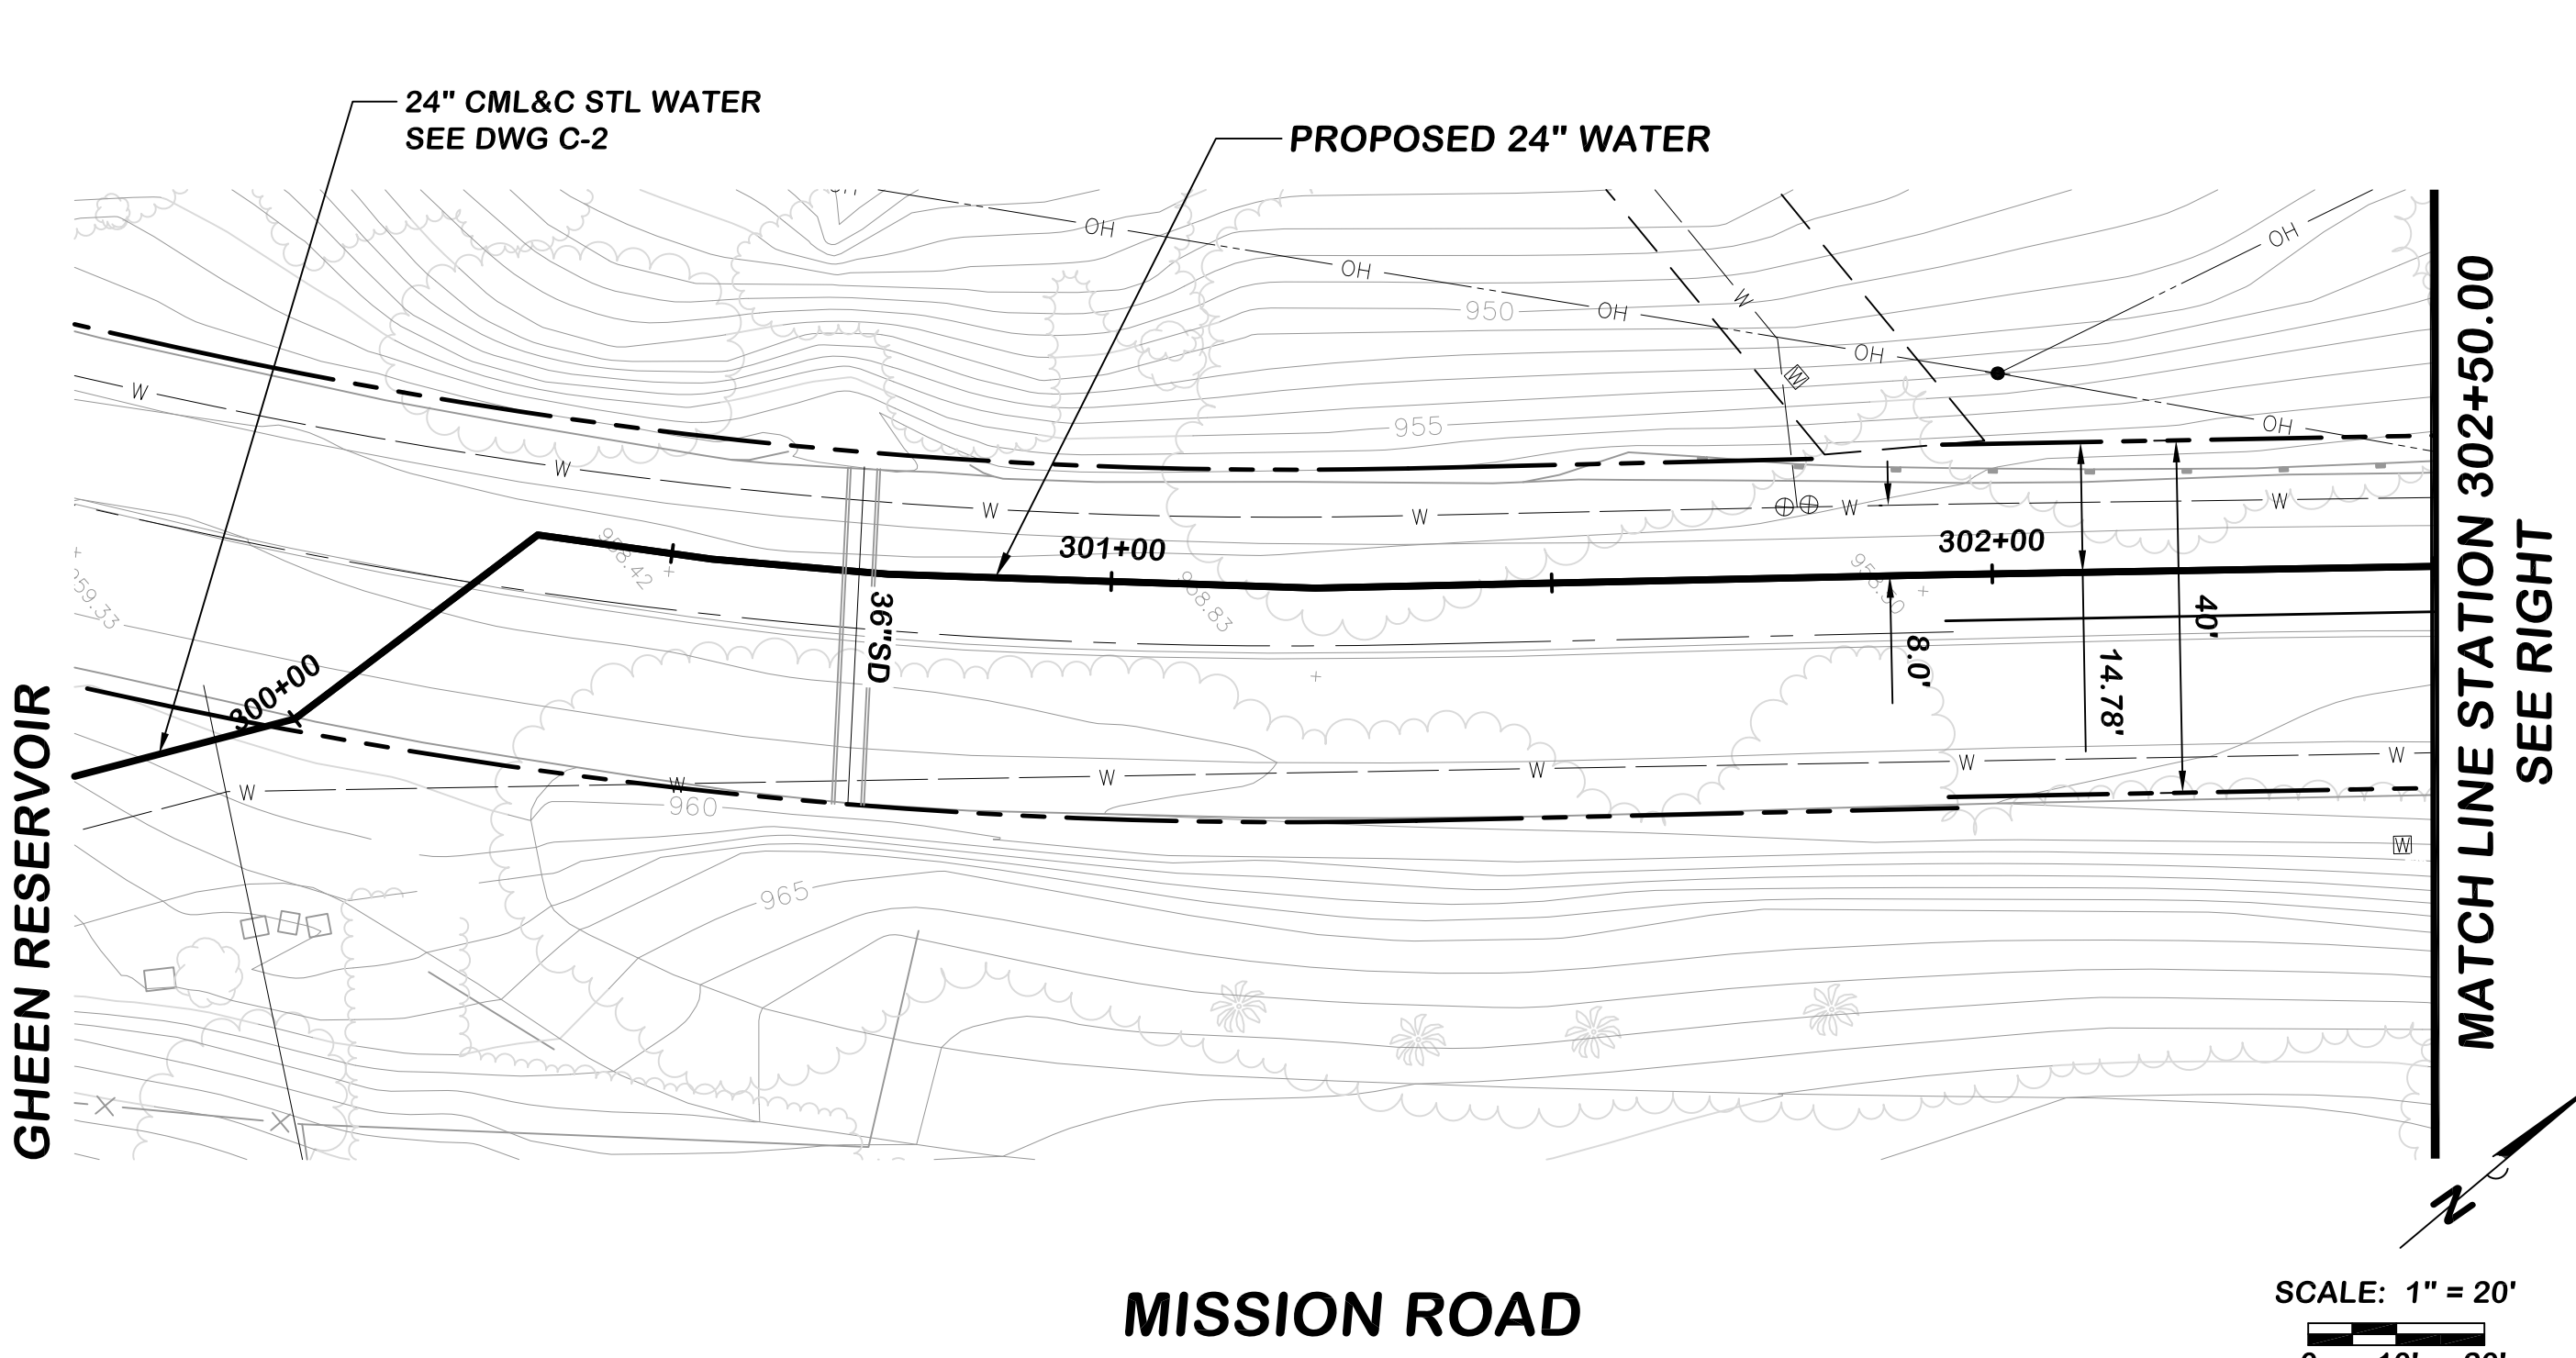 24" CML&C STL WATER
SEE DWG C-2
PROPOSED 24" WATER
OH
OH
OH
OH
OH
OH
W
950
W
955
W
W
W
W
W
W
W
301+00
302+00
958.42
36"SD
8.0'
14.78'
40'
300+00
W
W
W
W
W
W
W
960
965
GHEEN RESERVOIR
MATCH LINE STATION 302+50.00
SEE RIGHT
N
MISSION ROAD
SCALE: 1" = 20'